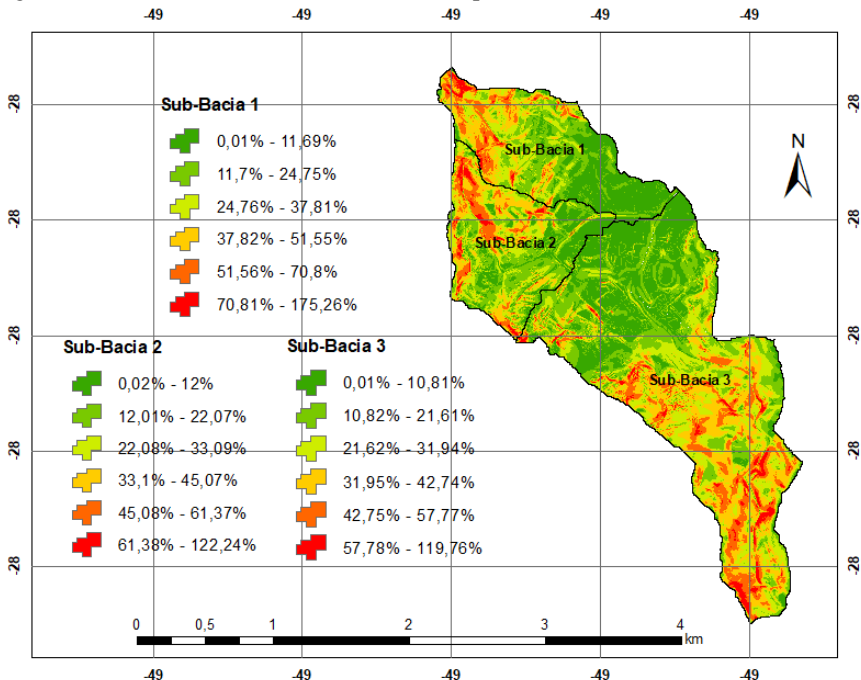 -49 -49 -49 -49 -49
-28
-28
-28
-28
-28
Sub-Bacia 1
0,01% - 11,69%
11,7% - 24,75%
24,76% - 37,81%
37,82% - 51,55%
51,56% - 70,8%
70,81% - 175,26%
Sub-Bacia 2
0,02% - 12%
12,01% - 22,07%
22,08% - 33,09%
33,1% - 45,07%
45,08% - 61,37%
61,38% - 122,24%
Sub-Bacia 3
0,01% - 10,81%
10,82% - 21,61%
21,62% - 31,94%
31,95% - 42,74%
42,75% - 57,77%
57,78% - 119,76%
Sub-Bacia 1
Sub-Bacia 2
Sub-Bacia 3
N
-28
-28
-28
-28
-28
0 0,5 1 2 3 4
km
-49 -49 -49 -49 -49